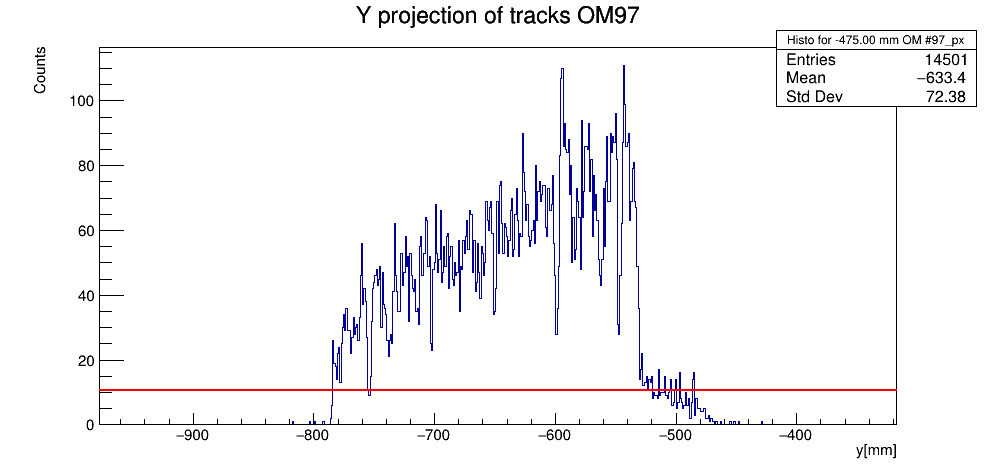 Y projection of tracks OM97
Histo for -475.00 mm OM #97_px
Entries 14501
Mean −633.4
Std Dev 72.38
Counts
100
80
60
40
20
0
−900 −800 −700 −600 −500 −400
y[mm]